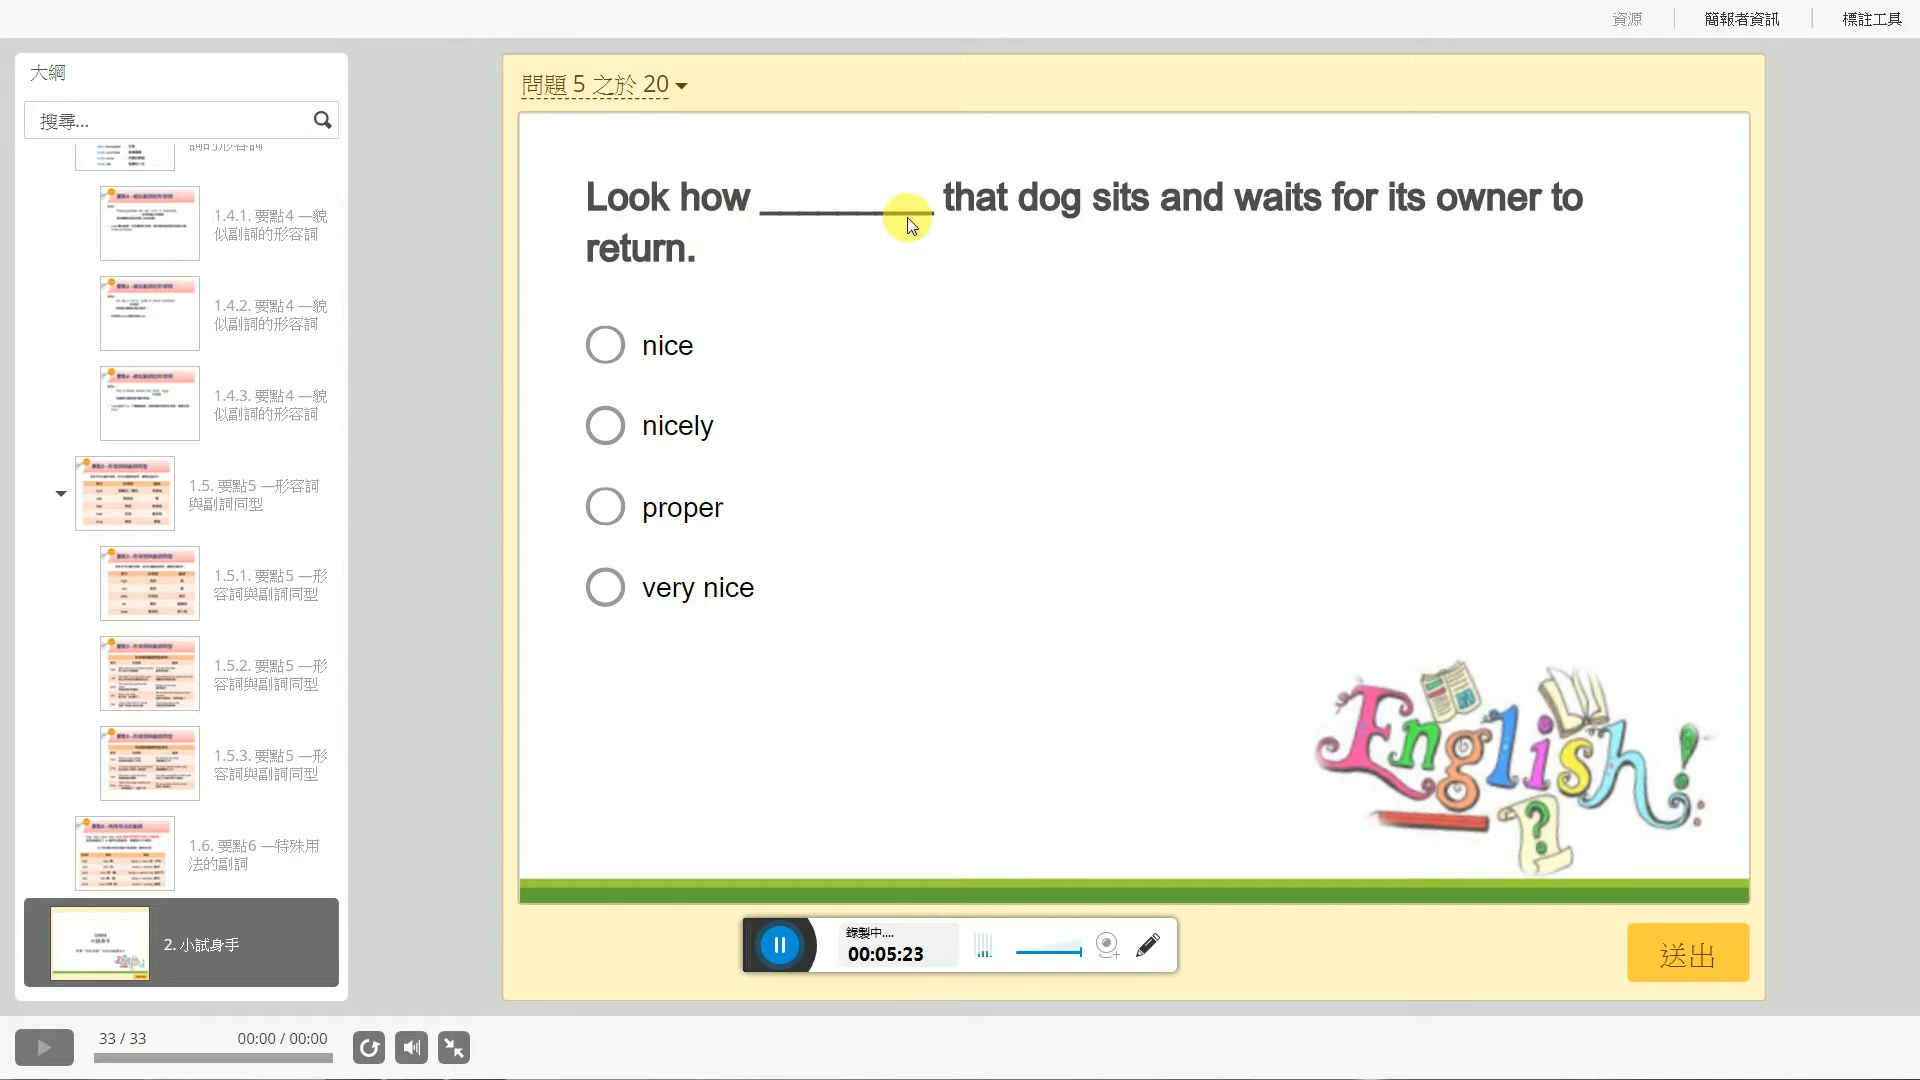 資源
簡報者資訊
標註工具
大綱
搜尋...
詞的形容詞
1.4.1. 要點4 —貌
似副詞的形容詞
1.4.2. 要點4 —貌
似副詞的形容詞
1.4.3. 要點4 —貌
似副詞的形容詞
1.5. 要點5 —形容詞
與副詞同型
1.5.1. 要點5 —形
容詞與副詞同型
1.5.2. 要點5 —形
容詞與副詞同型
1.5.3. 要點5 —形
容詞與副詞同型
1.6. 要點6 —特殊用
法的副詞
2. 小試身手
問題 5 之於 20
Look how __________ that dog sits and waits for its owner to
return.
nice
nicely
proper
very nice
English!
?
錄製中....
00:05:23
送出
33 / 33
00:00 / 00:00